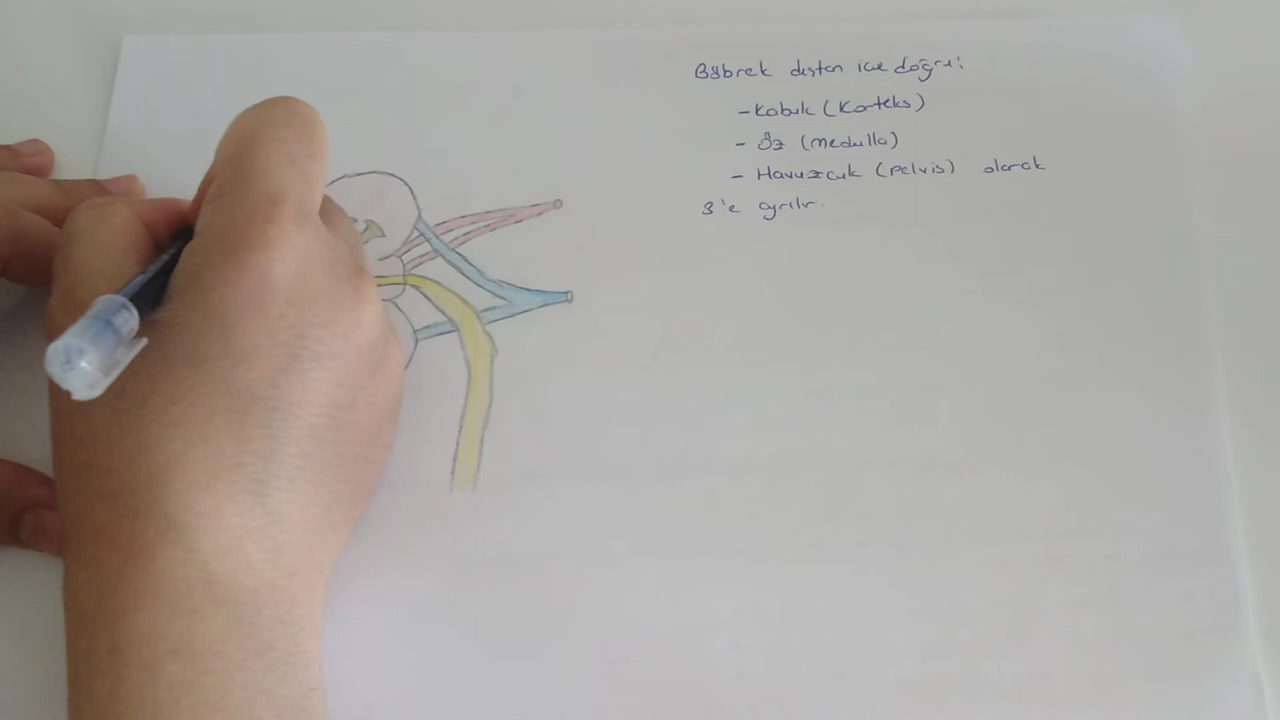 Böbrek dıştan içe doğru:
- Kabuk (Korteks)
- Öz (medulla)
- Havuzcuk (pelvis) olarak
3'e ayrılır.